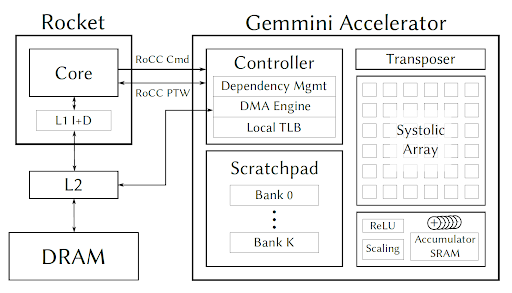 Rocket
Core
L1 I+D
L2
DRAM
RoCC Cmd
RoCC PTW
Gemmini Accelerator
Controller
Dependency Mgmt
DMA Engine
Local TLB
Scratchpad
Bank 0
Bank K
Transposer
Systolic
Array
ReLU
Scaling
Accumulator
SRAM